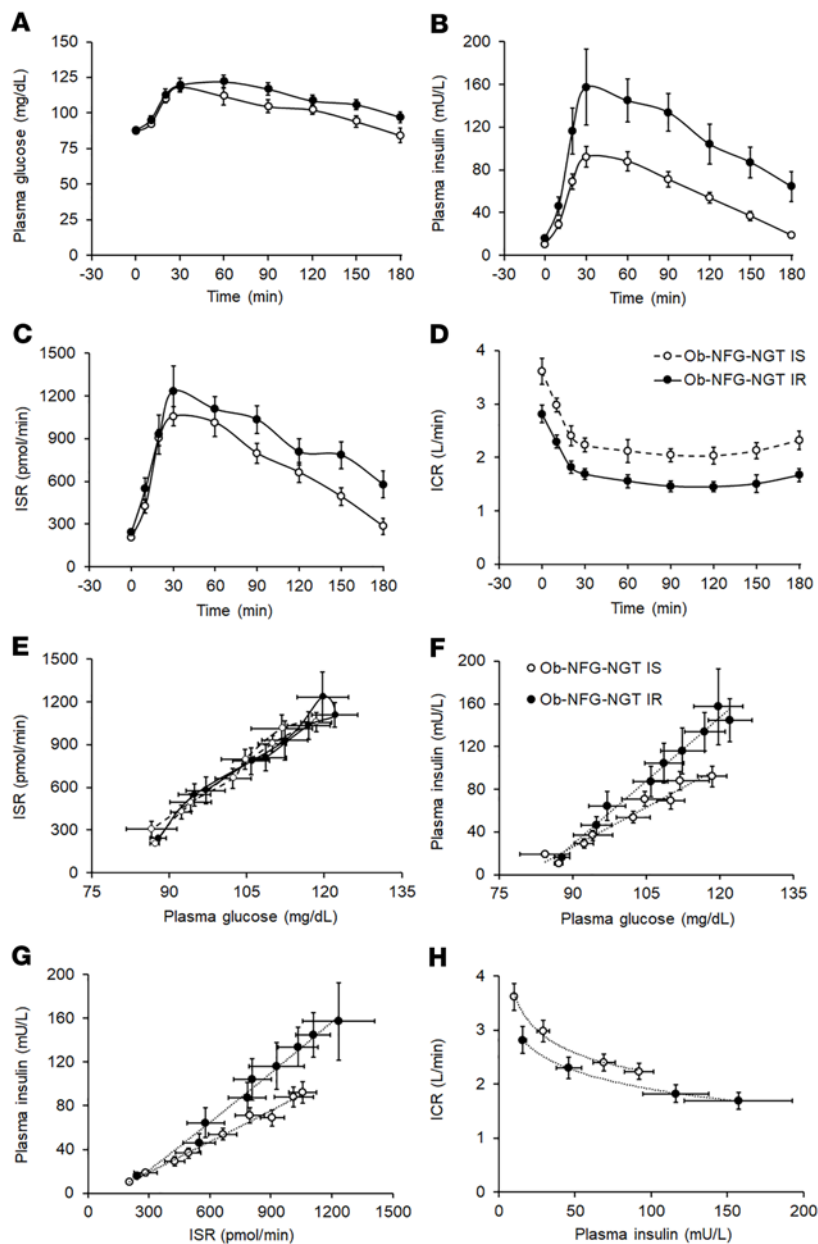 A
150
125
100
75
50
25
0
-30 0 30 60 90 120 150 180
Plasma glucose (mg/dL)
Time (min)
B
200
160
120
80
40
0
-30 0 30 60 90 120 150 180
Plasma insulin (mU/L)
Time (min)
C
1500
1200
900
600
300
0
-30 0 30 60 90 120 150 180
ISR (pmol/min)
Time (min)
D
Ob-NFG-NGT IS
Ob-NFG-NGT IR
4
3
2
1
0
-30 0 30 60 90 120 150 180
ICR (L/min)
Time (min)
E
1500
1200
900
600
300
0
75 90 105 120 135
ISR (pmol/min)
Plasma glucose (mg/dL)
F
Ob-NFG-NGT IS
Ob-NFG-NGT IR
200
160
120
80
40
0
75 90 105 120 135
Plasma insulin (mU/L)
Plasma glucose (mg/dL)
G
200
160
120
80
40
0
0 300 600 900 1200 1500
Plasma insulin (mU/L)
ISR (pmol/min)
H
4
3
2
1
0
0 50 100 150 200
ICR (L/min)
Plasma insulin (mU/L)